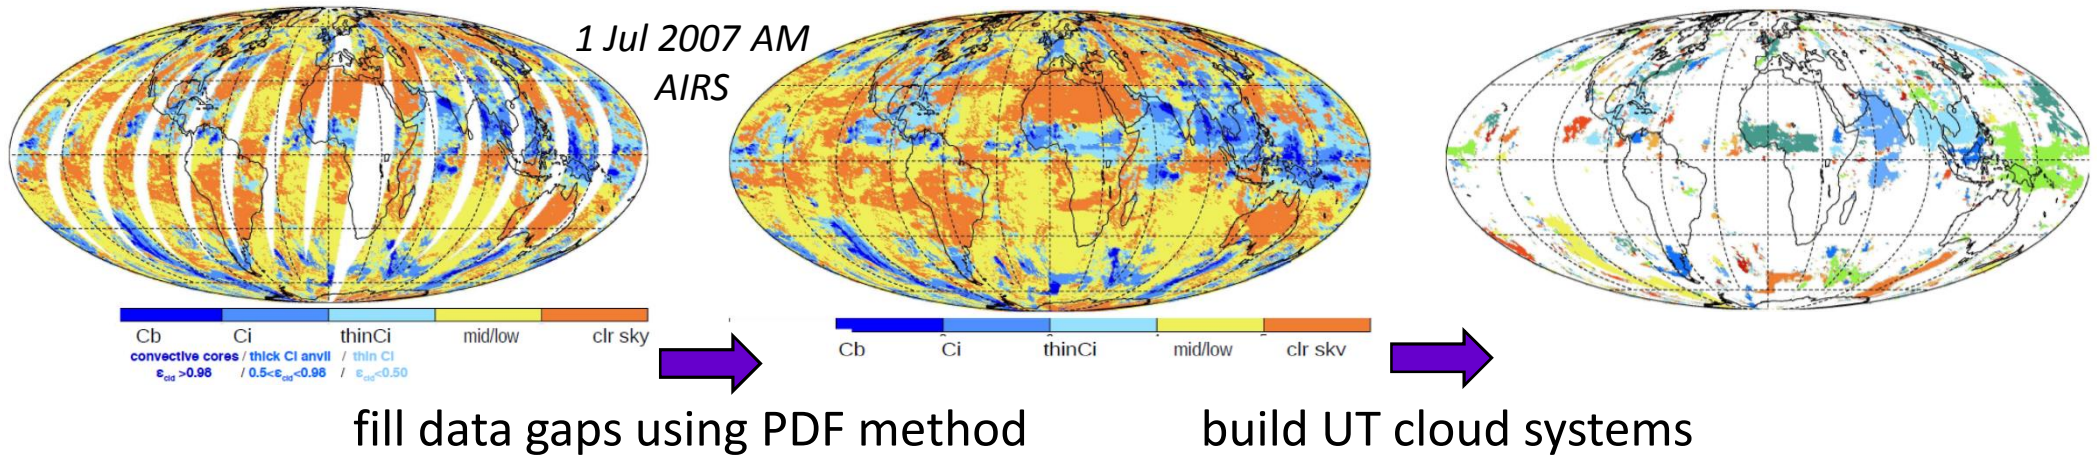 1 Jul 2007 AM
AIRS
Cb Ci thinCi mid/low clr sky
convective cores / thick Ci anvil / thin Ci
εcld >0.98 / 0.5<εcld<0.98 / εcld<0.50
Cb Ci thinCi mid/low clr skv
fill data gaps using PDF method
build UT cloud systems